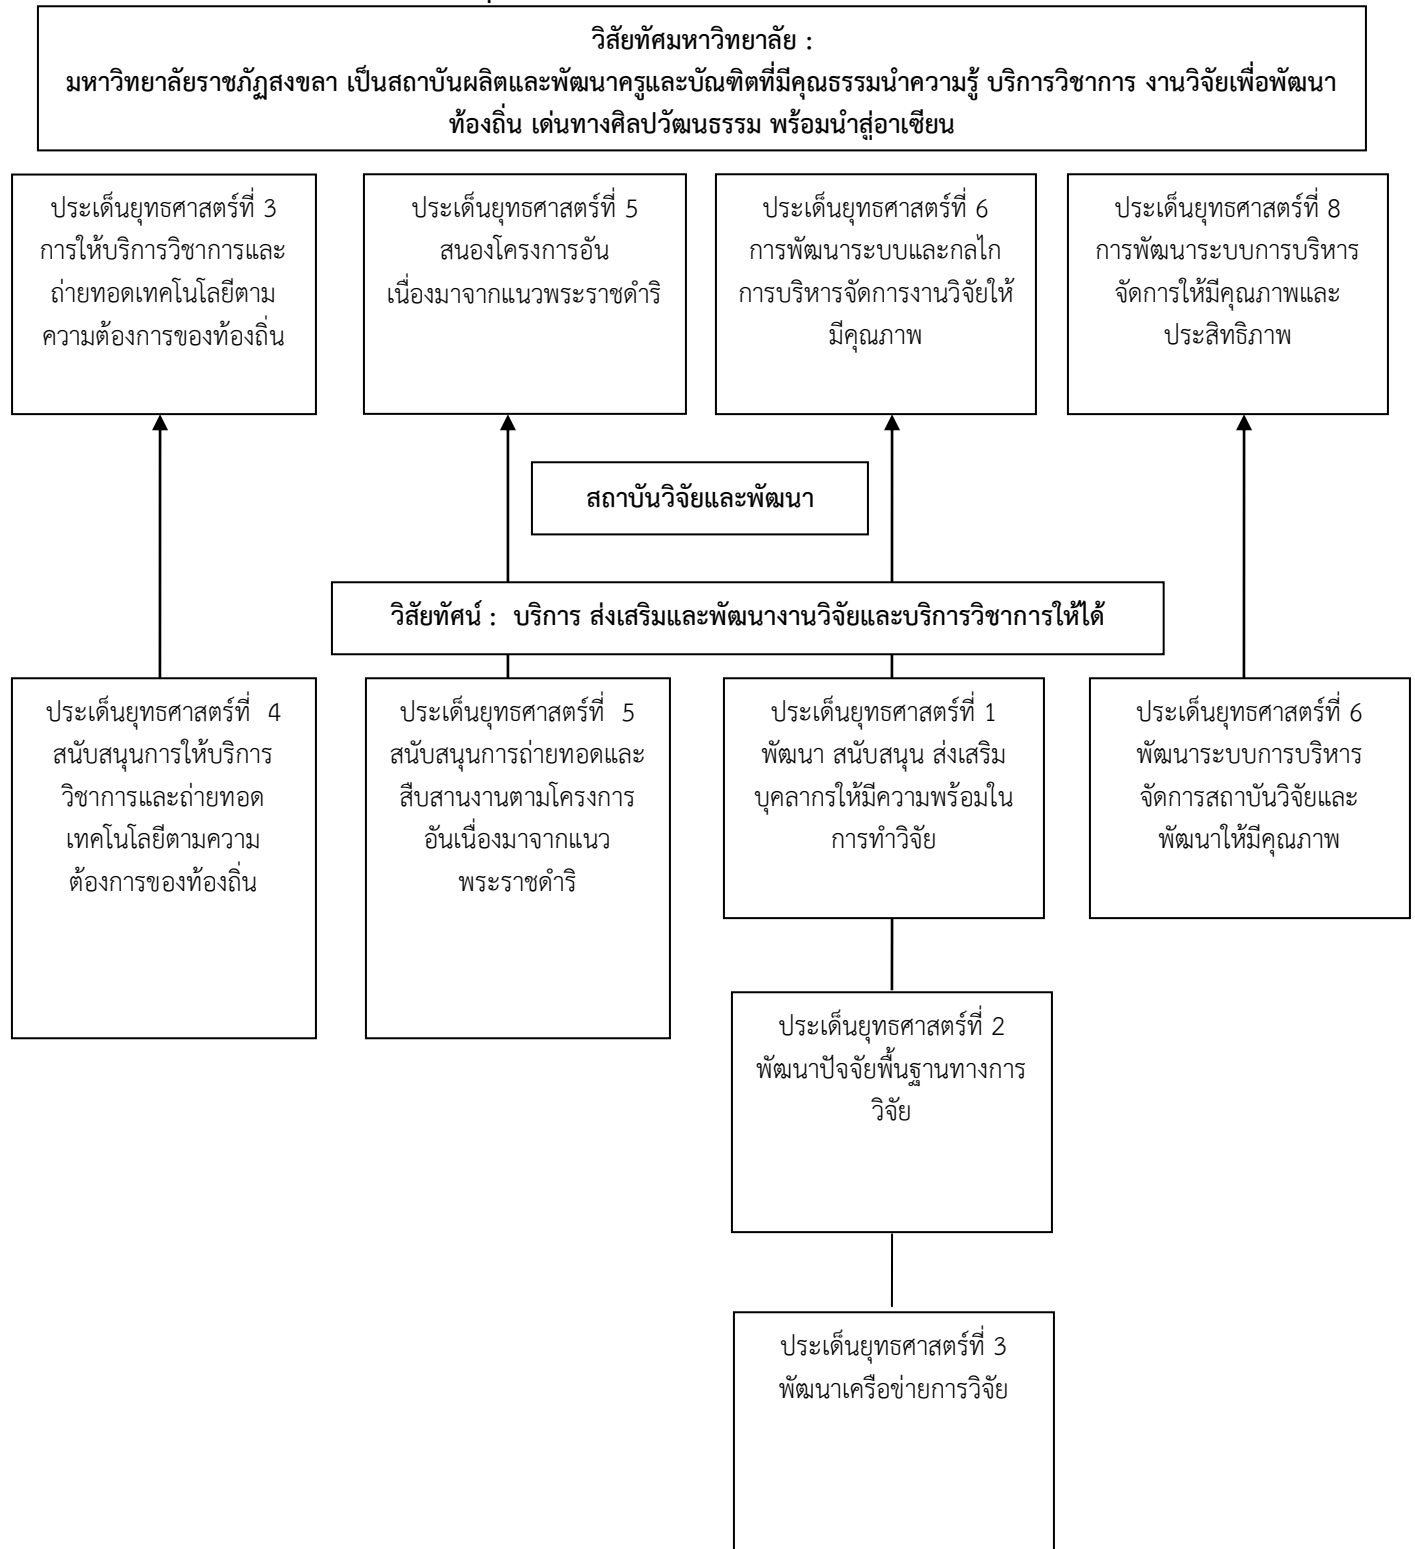 วิสัยทัศมหาวิทยาลัย :
มหาวิทยาลัยราชภัฏสงขลา เป็นสถาบันผลิตและพัฒนาครูและบัณฑิตที่มีคุณธรรมนำความรู้ บริการวิชาการ งานวิจัยเพื่อพัฒนา
ท้องถิ่น เด่นทางศิลปวัฒนธรรม พร้อมนำสู่อาเซียน
ประเด็นยุทธศาสตร์ที่ 3
การให้บริการวิชาการและ
ถ่ายทอดเทคโนโลยีตาม
ความต้องการของท้องถิ่น
ประเด็นยุทธศาสตร์ที่ 5
สนองโครงการอัน
เนื่องมาจากแนวพระราชดำริ
ประเด็นยุทธศาสตร์ที่ 6
การพัฒนาระบบและกลไก
การบริหารจัดการงานวิจัยให้
มีคุณภาพ
ประเด็นยุทธศาสตร์ที่ 8
การพัฒนาระบบการบริหาร
จัดการให้มีคุณภาพและ
ประสิทธิภาพ
สถาบันวิจัยและพัฒนา
วิสัยทัศน์ : บริการ ส่งเสริมและพัฒนางานวิจัยและบริการวิชาการให้ได้
ประเด็นยุทธศาสตร์ที่ 4
สนับสนุนการให้บริการ
วิชาการและถ่ายทอด
เทคโนโลยีตามความ
ต้องการของท้องถิ่น
ประเด็นยุทธศาสตร์ที่ 5
สนับสนุนการถ่ายทอดและ
สืบสานงานตามโครงการ
อันเนื่องมาจากแนว
พระราชดำริ
ประเด็นยุทธศาสตร์ที่ 1
พัฒนา สนับสนุน ส่งเสริม
บุคลากรให้มีความพร้อมใน
การทำวิจัย
ประเด็นยุทธศาสตร์ที่ 6
พัฒนาระบบการบริหาร
จัดการสถาบันวิจัยและ
พัฒนาให้มีคุณภาพ
ประเด็นยุทธศาสตร์ที่ 2
พัฒนาปัจจัยพื้นฐานทางการ
วิจัย
ประเด็นยุทธศาสตร์ที่ 3
พัฒนาเครือข่ายการวิจัย